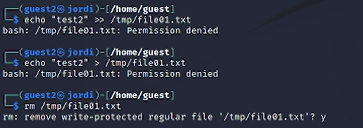 ┌──(guest2㉿jordi)-[/home/guest]
└─$ echo "test2" >> /tmp/file01.txt
bash: /tmp/file01.txt: Permission denied
┌──(guest2㉿jordi)-[/home/guest]
└─$ echo "test2" > /tmp/file01.txt
bash: /tmp/file01.txt: Permission denied
┌──(guest2㉿jordi)-[/home/guest]
└─$ rm /tmp/file01.txt
rm: remove write-protected regular file '/tmp/file01.txt'? y